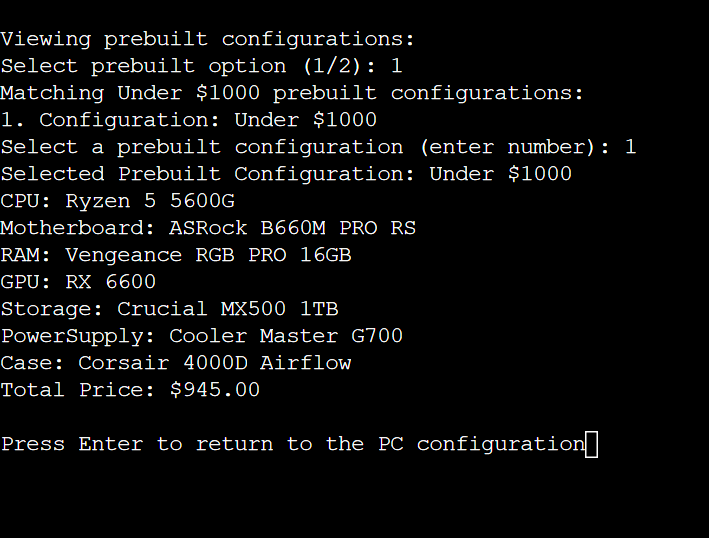 Viewing prebuilt configurations:
Select prebuilt option (1/2): 1
Matching Under $1000 prebuilt configurations:
1. Configuration: Under $1000
Select a prebuilt configuration (enter number): 1
Selected Prebuilt Configuration: Under $1000
CPU: Ryzen 5 5600G
Motherboard: ASRock B660M PRO RS
RAM: Vengeance RGB PRO 16GB
GPU: RX 6600
Storage: Crucial MX500 1TB
PowerSupply: Cooler Master G700
Case: Corsair 4000D Airflow
Total Price: $945.00
Press Enter to return to the PC configuration